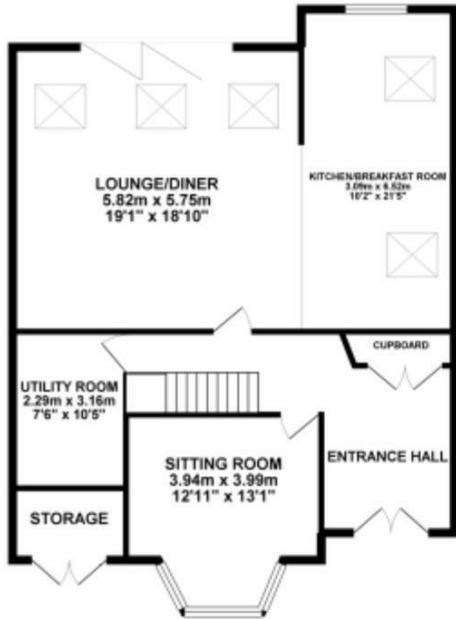 LOUNGE/DINER
5.82m x 5.75m
19'1" x 18'10"
KITCHEN/BREAKFAST ROOM
3.09m x 6.52m
10'2" x 21'5"
CUPBOARD
UTILITY ROOM
2.29m x 3.16m
7'6" x 10'5"
SITTING ROOM
3.94m x 3.99m
12'11" x 13'1"
ENTRANCE HALL
STORAGE